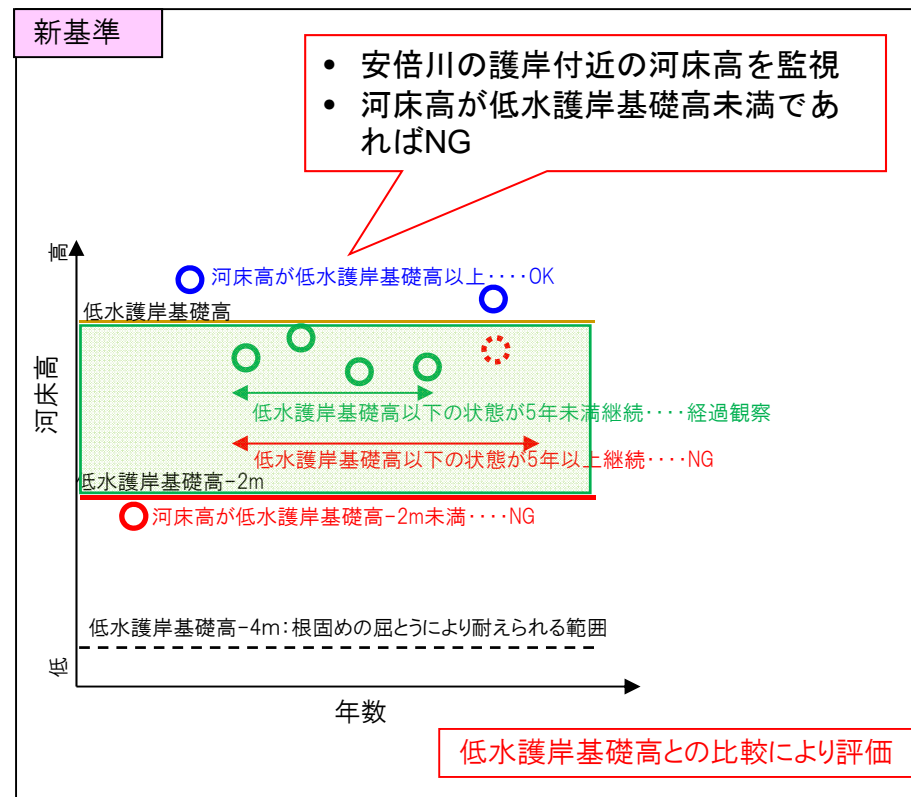 新基準
• 安倍川の護岸付近の河床高を監視
• 河床高が低水護岸基礎高未満であ
ればNG
高
河床高が低水護岸基礎高以上‥‥OK
低水護岸基礎高
河床高
低水護岸基礎高以下の状態が5年未満継続‥‥経過観察
低水護岸基礎高以下の状態が5年以上継続‥‥NG
低水護岸基礎高-2m
河床高が低水護岸基礎高-2m未満‥‥NG
低水護岸基礎高-4m:根固めの屈とうにより耐えられる範囲
低
年数
低水護岸基礎高との比較により評価